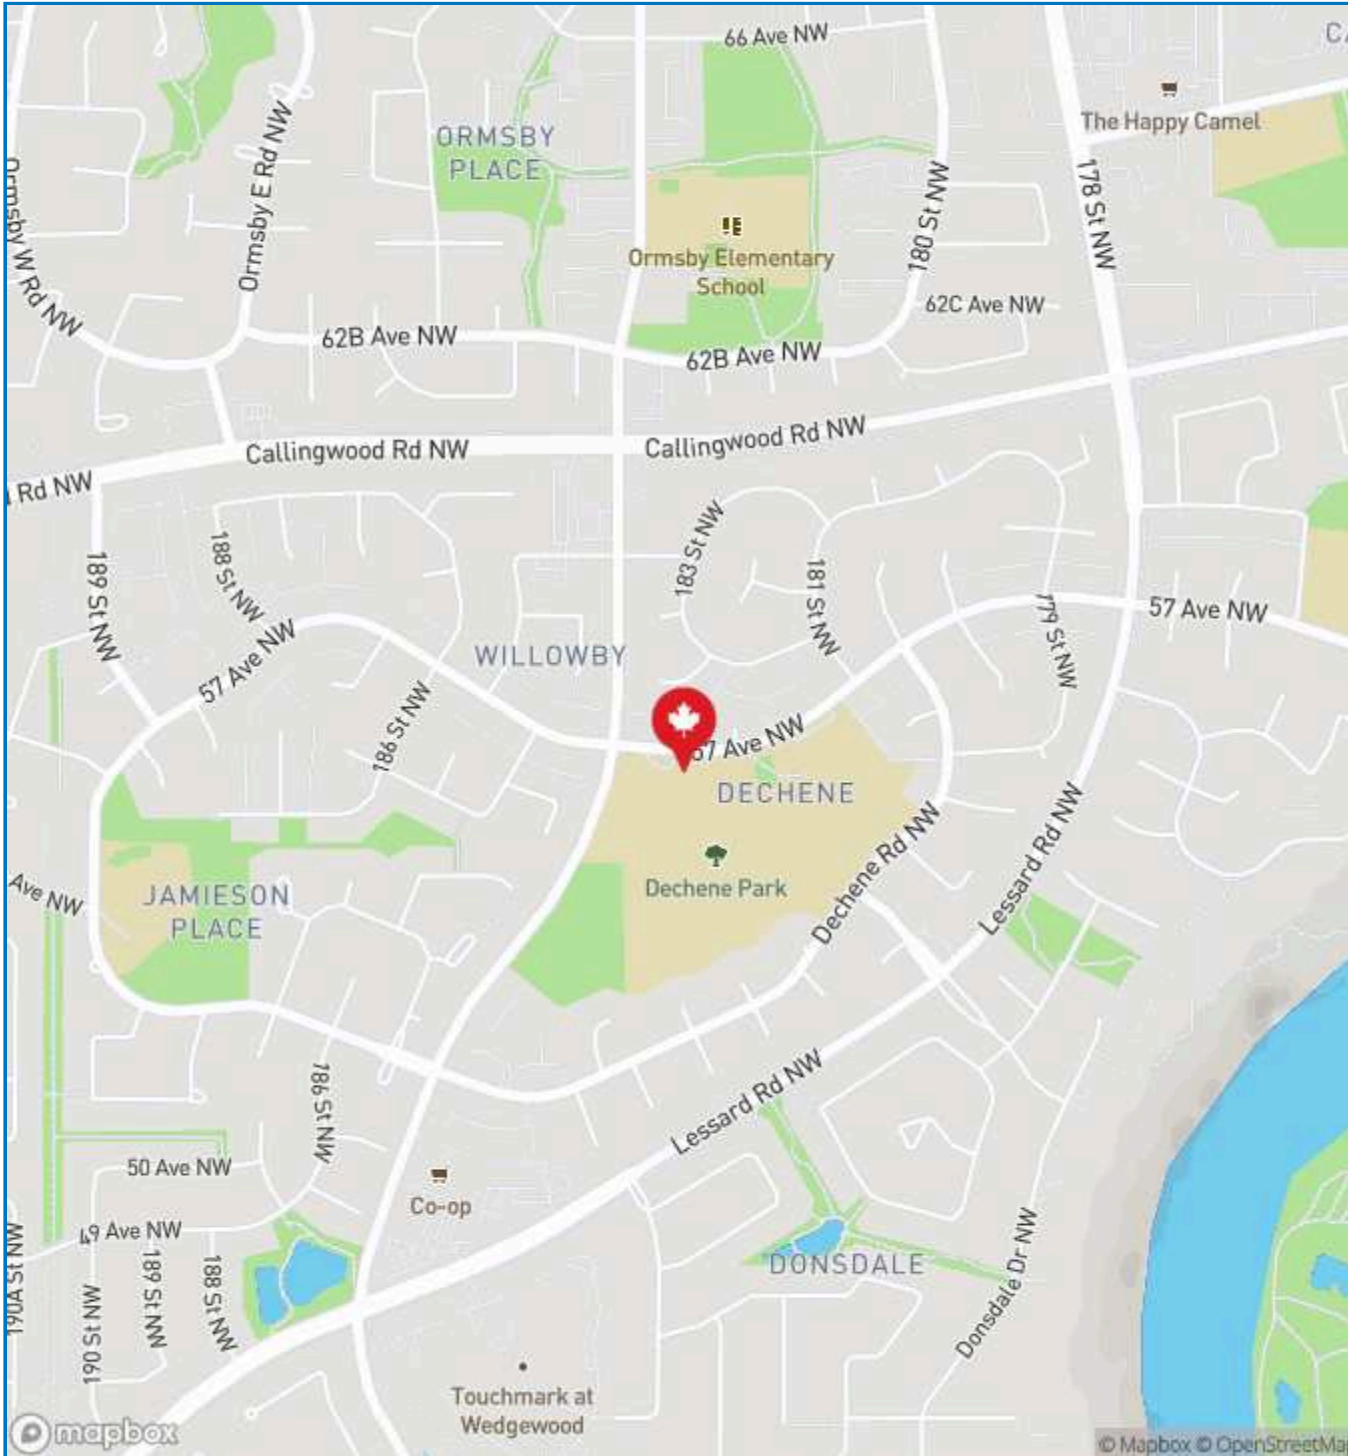 66 Ave NW
The Happy Camel
ORMSBY
PLACE
Ormsby E Rd NW
Ormsby W Rd NW
180 St NW
178 St NW
Ormsby Elementary
School
62C Ave NW
62B Ave NW
62B Ave NW
Callingwood Rd NW
Callingwood Rd NW
Rd NW
183 St NW
188 St NW
189 St NW
181 St NW
179 St NW
57 Ave NW
57 Ave NW
WILLOWBY
186 St NW
57 Ave NW
DECHENE
Dechene Park
Dechene Rd NW
Lessard Rd NW
Ave NW
JAMIESON
PLACE
186 St NW
Lessard Rd NW
50 Ave NW
Co-op
49 Ave NW
190A St NW
190 St NW
189 St NW
188 St NW
DONSDALE
Donsdale Dr NW
Touchmark at
Wedgewood
mapbox
© Mapbox © OpenStreetMa